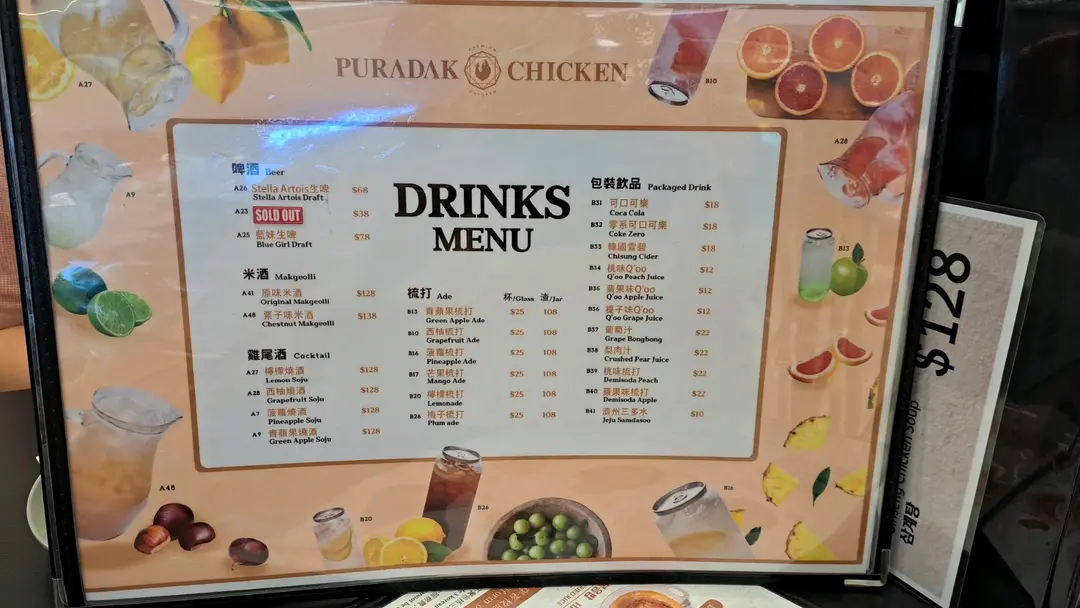 PURADAK CHICKEN
PREMIUM
CHICKEN
A27
B10
A28
A9
B13
DRINKS
MENU
啤酒 Beer
A26 Stella Artois生啤 $68
Stella Artois Draft
A23 SOLD OUT $38
A25 藍妹生啤 $78
Blue Girl Draft
米酒 Makgeolli
A41 原味米酒 $128
Original Makgeolli
A48 栗子味米酒 $138
Chestnut Makgeolli
雞尾酒 Cocktail
A27 檸檬燒酒 $128
Lemon Soju
A28 西柚燒酒 $128
Grapefruit Soju
A7 菠蘿燒酒 $128
Pineapple Soju
A9 青蘋果燒酒 $128
Green Apple Soju
梳打 Ade 杯/Glass 渣/Jar
B13 青蘋果梳打 $25 108
Green Apple Ade
B10 西柚梳打 $25 108
Grapefruit Ade
B16 菠蘿梳打 $25 108
Pineapple Ade
B17 芒果梳打 $25 108
Mango Ade
B20 檸檬梳打 $25 108
Lemonade
B26 梅子梳打 $25 108
Plum ade
包裝飲品 Packaged Drink
B31 可口可樂 $18
Coca Cola
B32 零系可口可樂 $18
Coke Zero
B33 韓國雪碧 $18
Chisung Cider
B34 桃味Q'oo $12
Q'oo Peach Juice
B35 蘋果味Q'oo $12
Q'oo Apple Juice
B36 提子味Q'oo $12
Q'oo Grape Juice
B37 葡萄汁 $22
Grape Bongbong
B38 梨肉汁 $22
Crushed Pear Juice
B39 桃味梳打 $22
Demisoda Peach
B40 蘋果味梳打 $22
Demisoda Apple
B41 濟州三多水 $10
Jeju Samdasoo
A48
B20
B26
B16
$128
Chicken Soup
삼계탕